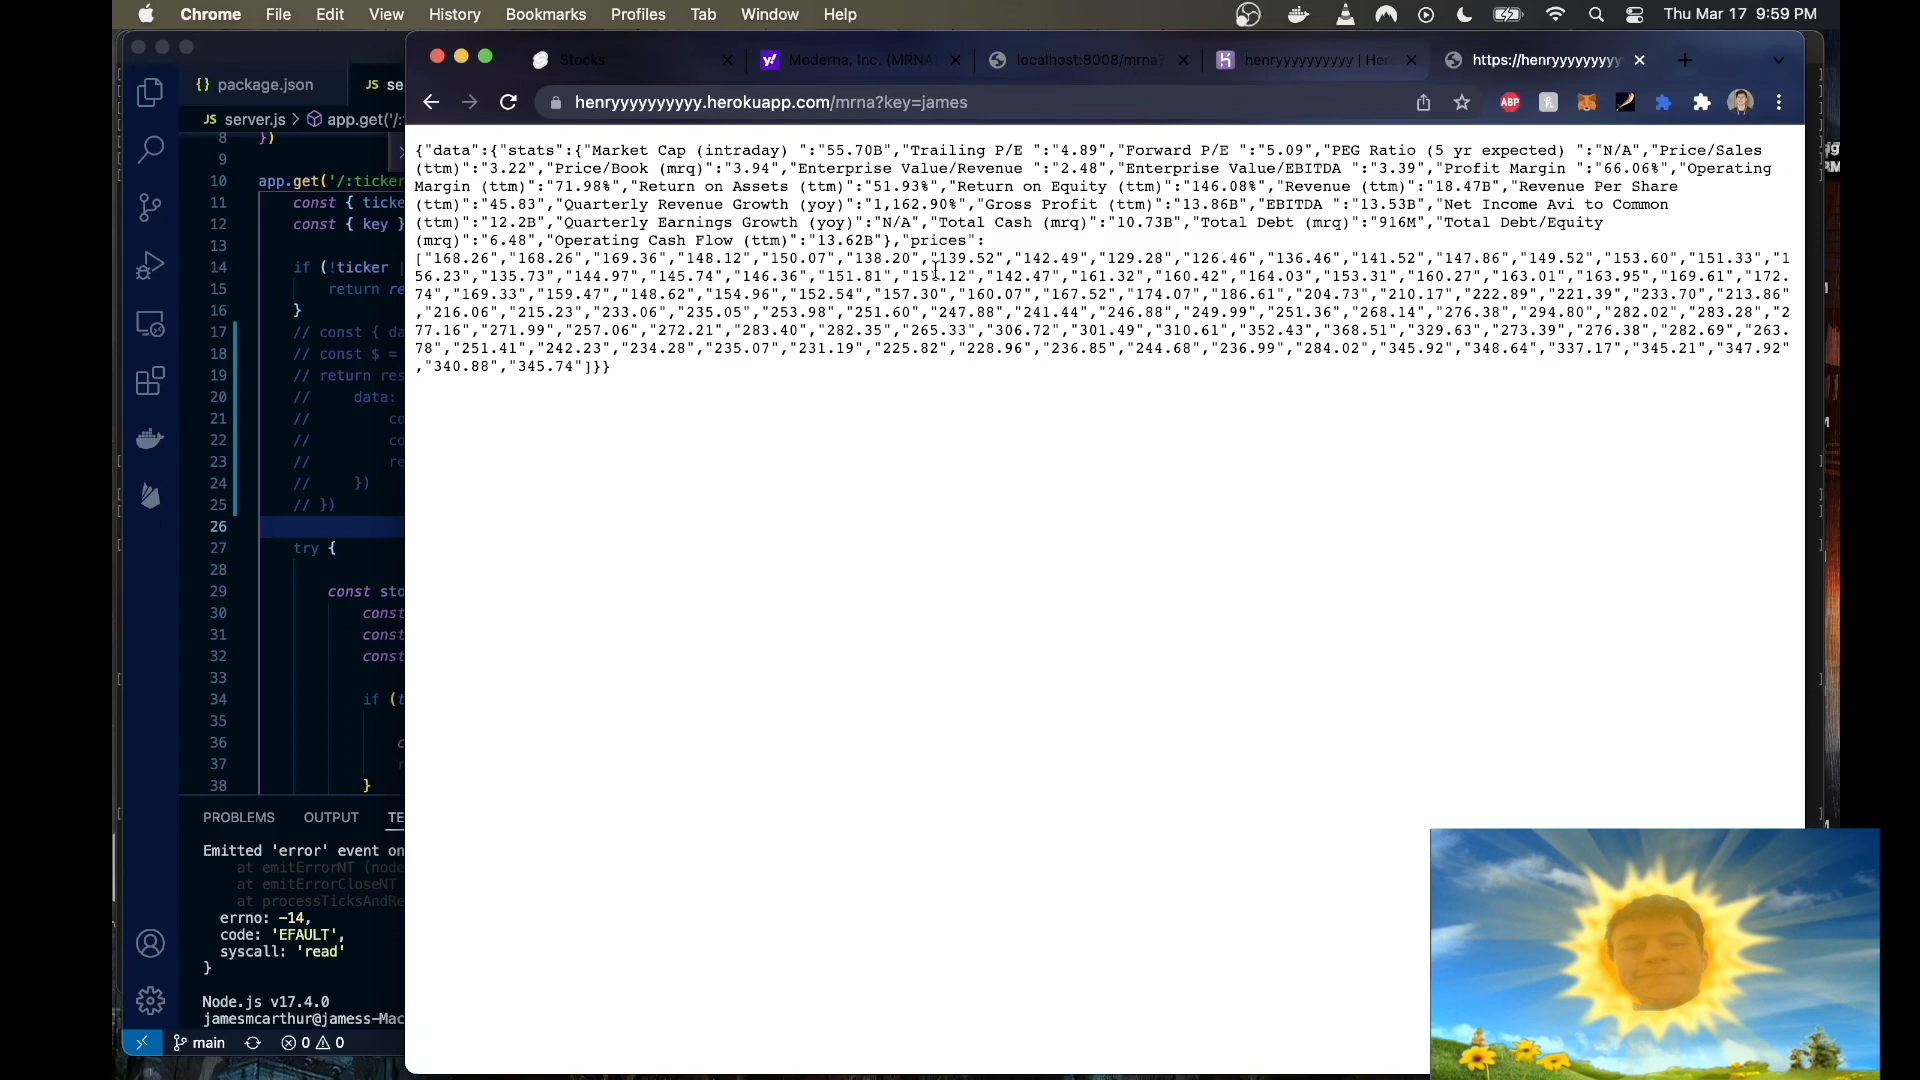 Chrome File Edit View History Bookmarks Profiles Tab Window Help Thu Mar 17 9:59 PM
{} package.json JS se
Stocks
Moderna, Inc. (MRNA
localhost:8008/mrna?
henryyyyyyyyyy | Her
https://henryyyyyyyyy
henryyyyyyyyyy.herokuapp.com/mrna?key=james
ABP
JS server.js > app.get('/:
8 })
9
10 app.get('/:ticker
11 const { ticke
12 const { key }
13
14 if (!ticker |
15 return re
16 }
17 // const { da
18 // const $ =
19 // return res
20 // data:
21 // co
22 // co
23 // re
24 // })
25 // })
26
27 try {
28
29 const sto
30 const
31 const
32 const
33
34 if (t
35
36 c
37 r
38 }
{"data":{"stats":{"Market Cap (intraday) ":"55.70B","Trailing P/E ":"4.89","Forward P/E ":"5.09","PEG Ratio (5 yr expected) ":"N/A","Price/Sales
(ttm)":"3.22","Price/Book (mrq)":"3.94","Enterprise Value/Revenue ":"2.48","Enterprise Value/EBITDA ":"3.39","Profit Margin ":"66.06%","Operating
Margin (ttm)":"71.98%","Return on Assets (ttm)":"51.93%","Return on Equity (ttm)":"146.08%","Revenue (ttm)":"18.47B","Revenue Per Share
(ttm)":"45.83","Quarterly Revenue Growth (yoy)":"1,162.90%","Gross Profit (ttm)":"13.86B","EBITDA ":"13.53B","Net Income Avi to Common
(ttm)":"12.2B","Quarterly Earnings Growth (yoy)":"N/A","Total Cash (mrq)":"10.73B","Total Debt (mrq)":"916M","Total Debt/Equity
(mrq)":"6.48","Operating Cash Flow (ttm)":"13.62B"},"prices":
["168.26","168.26","169.36","148.12","150.07","138.20","139.52","142.49","129.28","126.46","136.46","141.52","147.86","149.52","153.60","151.33","1
56.23","135.73","144.97","145.74","146.36","151.81","151.12","142.47","161.32","160.42","164.03","153.31","160.27","163.01","163.95","169.61","172.
74","169.33","159.47","148.62","154.96","152.54","157.30","160.07","167.52","174.07","186.61","204.73","210.17","222.89","221.39","233.70","213.86"
,"216.06","215.23","233.06","235.05","253.98","251.60","247.88","241.44","246.88","249.99","251.36","268.14","276.38","294.80","282.02","283.28","2
77.16","271.99","257.06","272.21","283.40","282.35","265.33","306.72","301.49","310.61","352.43","368.51","329.63","273.39","276.38","282.69","263.
78","251.41","242.23","234.28","235.07","231.19","225.82","228.96","236.85","244.68","236.99","284.02","345.92","348.64","337.17","345.21","347.92"
,"340.88","345.74"]}}
PROBLEMS OUTPUT TE
Emitted 'error' event on
at emitErrorNT (node
at emitErrorCloseNT
at processTicksAndRe
errno: -14,
code: 'EFAULT',
syscall: 'read'
}
Node.js v17.4.0
jamesmcarthur@jamess-Mac
main 0 0